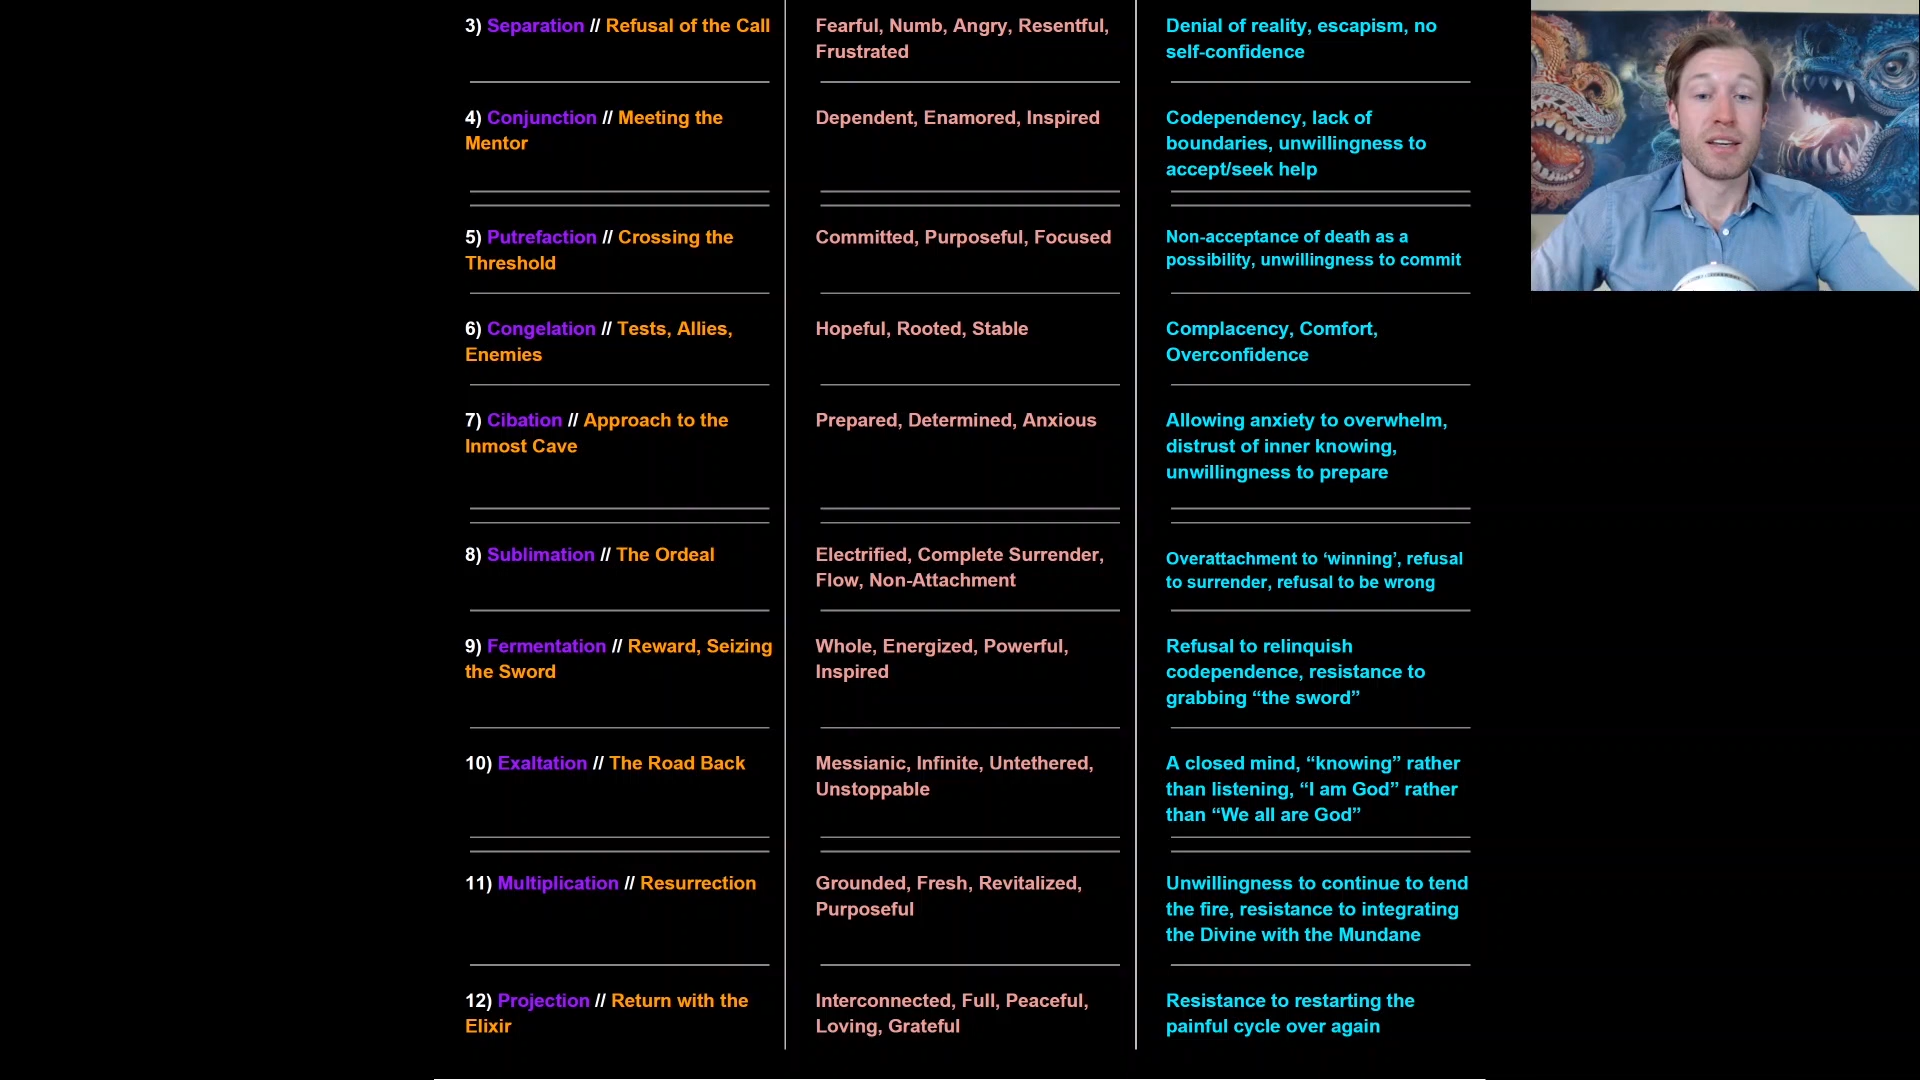 3) Separation // Refusal of the Call
Fearful, Numb, Angry, Resentful,
Frustrated
Denial of reality, escapism, no
self-confidence
4) Conjunction // Meeting the
Mentor
Dependent, Enamored, Inspired
Codependency, lack of
boundaries, unwillingness to
accept/seek help
5) Putrefaction // Crossing the
Threshold
Committed, Purposeful, Focused
Non-acceptance of death as a
possibility, unwillingness to commit
6) Congelation // Tests, Allies,
Enemies
Hopeful, Rooted, Stable
Complacency, Comfort,
Overconfidence
7) Cibation // Approach to the
Inmost Cave
Prepared, Determined, Anxious
Allowing anxiety to overwhelm,
distrust of inner knowing,
unwillingness to prepare
8) Sublimation // The Ordeal
Electrified, Complete Surrender,
Flow, Non-Attachment
Overattachment to ‘winning’, refusal
to surrender, refusal to be wrong
9) Fermentation // Reward, Seizing
the Sword
Whole, Energized, Powerful,
Inspired
Refusal to relinquish
codependence, resistance to
grabbing “the sword”
10) Exaltation // The Road Back
Messianic, Infinite, Untethered,
Unstoppable
A closed mind, “knowing” rather
than listening, “I am God” rather
than “We all are God”
11) Multiplication // Resurrection
Grounded, Fresh, Revitalized,
Purposeful
Unwillingness to continue to tend
the fire, resistance to integrating
the Divine with the Mundane
12) Projection // Return with the
Elixir
Interconnected, Full, Peaceful,
Loving, Grateful
Resistance to restarting the
painful cycle over again